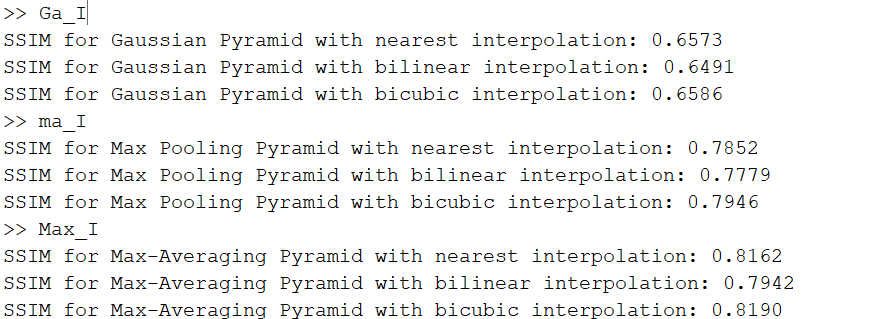 >> Ga_I
SSIM for Gaussian Pyramid with nearest interpolation: 0.6573
SSIM for Gaussian Pyramid with bilinear interpolation: 0.6491
SSIM for Gaussian Pyramid with bicubic interpolation: 0.6586
>> ma_I
SSIM for Max Pooling Pyramid with nearest interpolation: 0.7852
SSIM for Max Pooling Pyramid with bilinear interpolation: 0.7779
SSIM for Max Pooling Pyramid with bicubic interpolation: 0.7946
>> Max_I
SSIM for Max-Averaging Pyramid with nearest interpolation: 0.8162
SSIM for Max-Averaging Pyramid with bilinear interpolation: 0.7942
SSIM for Max-Averaging Pyramid with bicubic interpolation: 0.8190